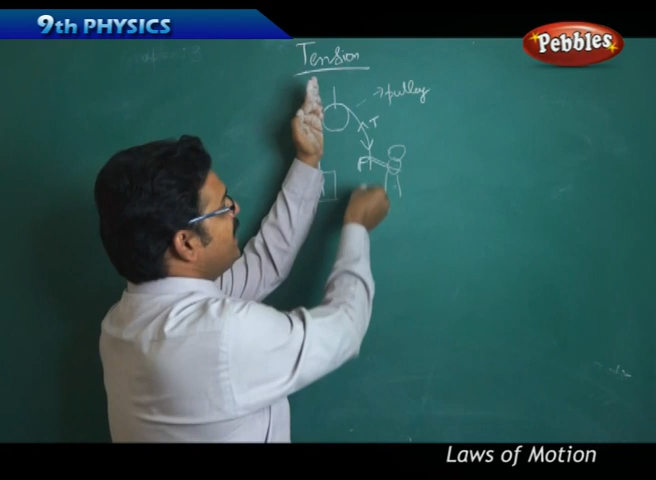 9th PHYSICS
Pebbles
Tension
pulley
T
F
Laws of Motion